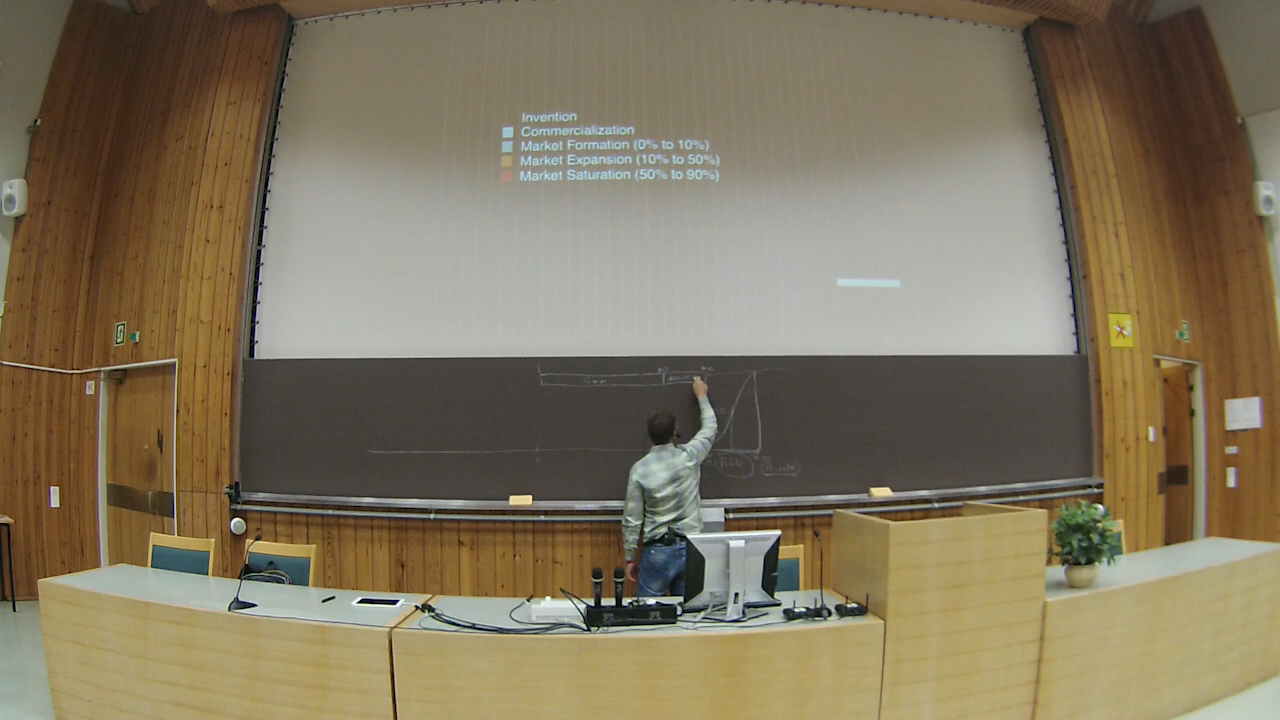 Invention
Commercialization
Market Formation (0% to 10%)
Market Expansion (10% to 50%)
Market Saturation (50% to 90%)